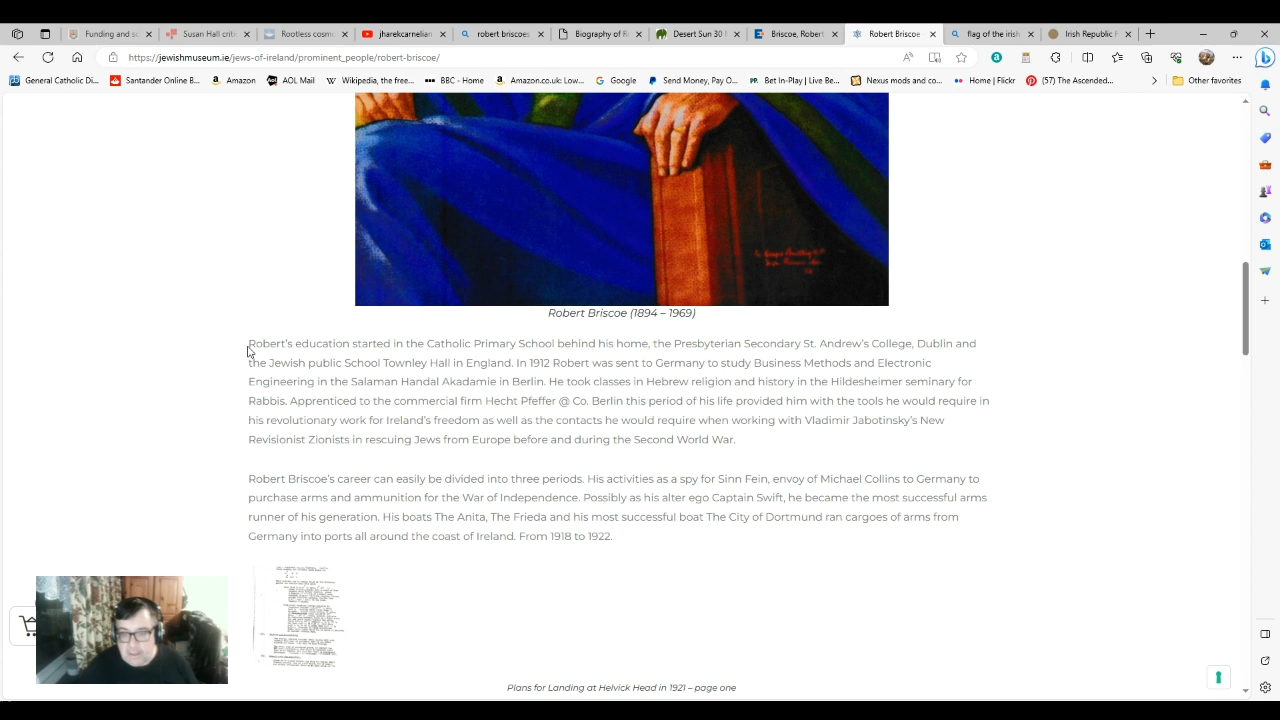 Funding and sc
Susan Hall criti
Rootless cosmo
jharekcarnelian
robert briscoes
Biography of Ro
Desert Sun 30 N
Briscoe, Robert
Robert Briscoe
flag of the irish
Irish Republic F
https://jewishmuseum.ie/jews-of-ireland/prominent_people/robert-briscoe/
General Catholic Di...
Santander Online B...
Amazon
AOL Mail
Wikipedia, the free...
BBC - Home
Amazon.co.uk: Low...
Google
Send Money, Pay O...
Bet In-Play | Live Be...
Nexus mods and co...
Home | Flickr
(57) The Ascended...
Other favorites
Robert Briscoe (1894 – 1969)
Robert's education started in the Catholic Primary School behind his home, the Presbyterian Secondary St. Andrew's College, Dublin and
the Jewish public School Townley Hall in England. In 1912 Robert was sent to Germany to study Business Methods and Electronic
Engineering in the Salaman Handal Akadamie in Berlin. He took classes in Hebrew religion and history in the Hildesheimer seminary for
Rabbis. Apprenticed to the commercial firm Hecht Pfeffer @ Co. Berlin this period of his life provided him with the tools he would require in
his revolutionary work for Ireland's freedom as well as the contacts he would require when working with Vladimir Jabotinsky's New
Revisionist Zionists in rescuing Jews from Europe before and during the Second World War.
Robert Briscoe's career can easily be divided into three periods. His activities as a spy for Sinn Fein, envoy of Michael Collins to Germany to
purchase arms and ammunition for the War of Independence. Possibly as his alter ego Captain Swift, he became the most successful arms
runner of his generation. His boats The Anita, The Frieda and his most successful boat The City of Dortmund ran cargoes of arms from
Germany into ports all around the coast of Ireland. From 1918 to 1922.
Plans for Landing at Helvick Head in 1921 – page one